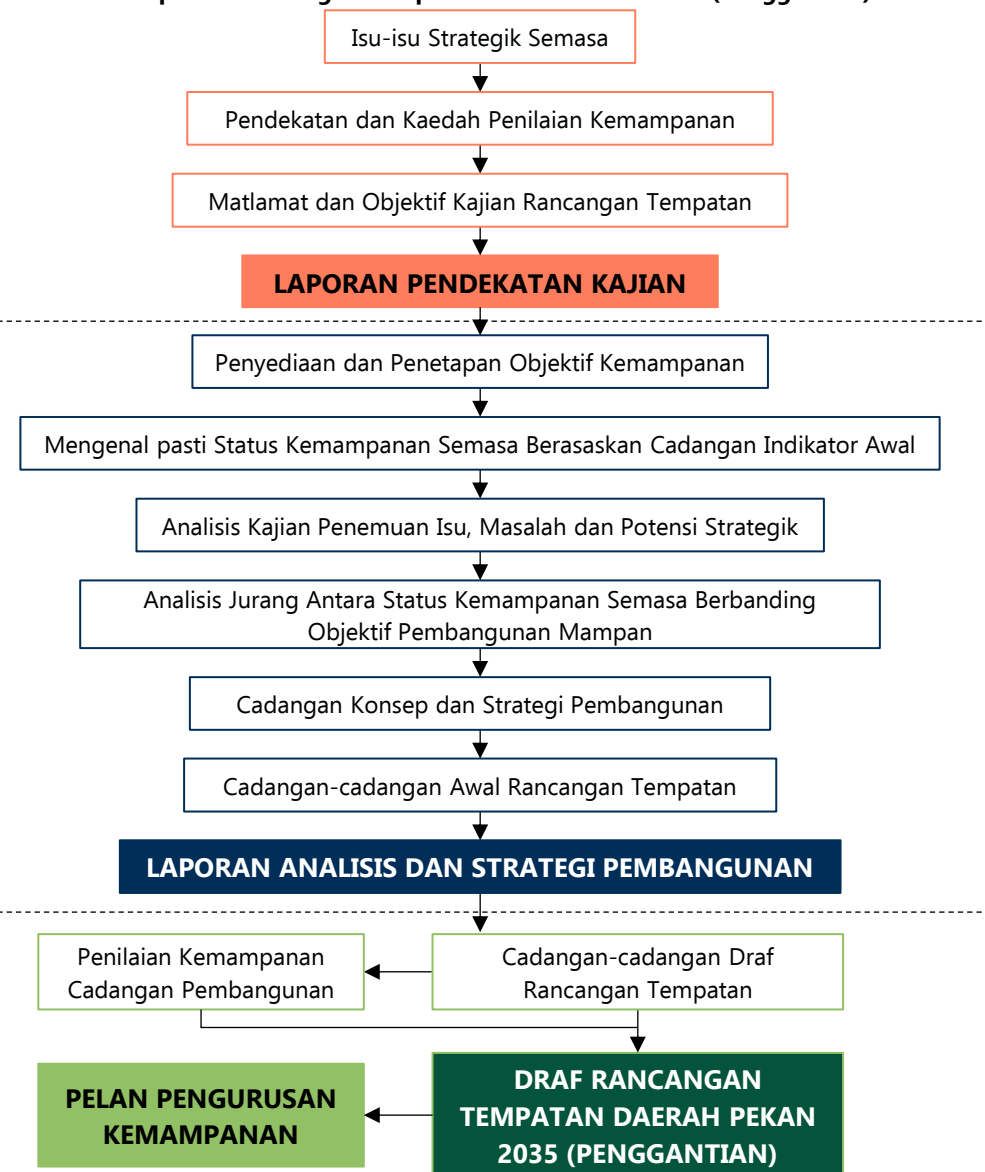 Isu-isu Strategik Semasa
Pendekatan dan Kaedah Penilaian Kemampanan
Matlamat dan Objektif Kajian Rancangan Tempatan
LAPORAN PENDEKATAN KAJIAN
Penyediaan dan Penetapan Objektif Kemampanan
Mengenal pasti Status Kemampanan Semasa Berasaskan Cadangan Indikator Awal
Analisis Kajian Penemuan Isu, Masalah dan Potensi Strategik
Analisis Jurang Antara Status Kemampanan Semasa Berbanding
Objektif Pembangunan Mampan
Cadangan Konsep dan Strategi Pembangunan
Cadangan-cadangan Awal Rancangan Tempatan
LAPORAN ANALISIS DAN STRATEGI PEMBANGUNAN
Penilaian Kemampanan
Cadangan Pembangunan
Cadangan-cadangan Draf
Rancangan Tempatan
PELAN PENGURUSAN
KEMAMPANAN
DRAF RANCANGAN
TEMPATAN DAERAH PEKAN
2035 (PENGGANTIAN)